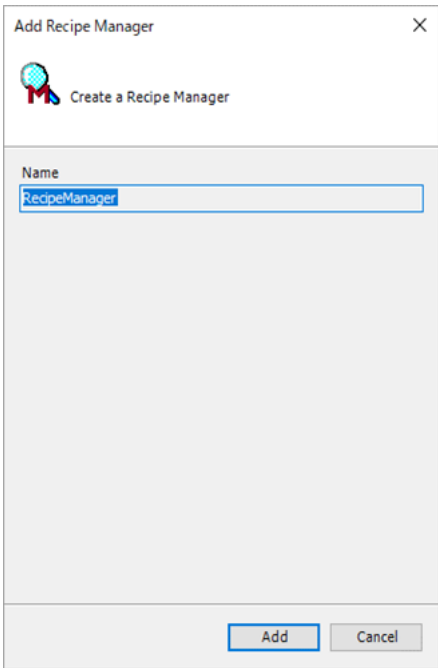 Add Recipe Manager
Create a Recipe Manager
Name
RecipeManager
Add Cancel